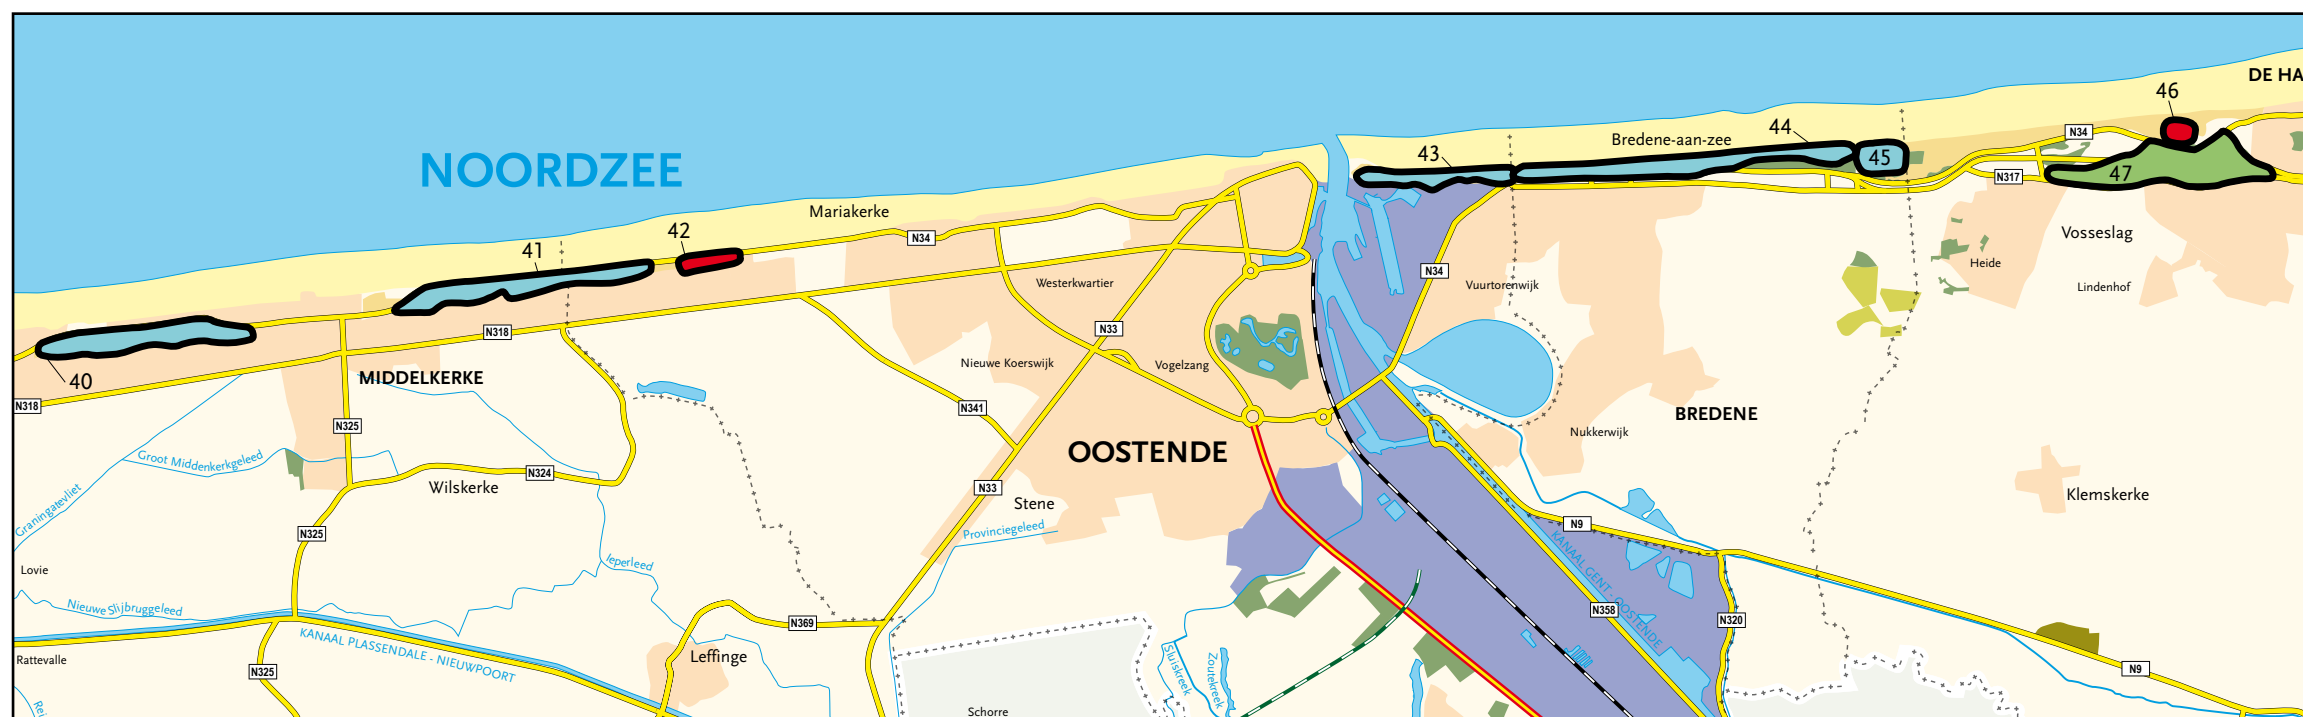 DE HA
46
N34
44
Bredene-aan-zee
43
45
47
N317
NOORDZEE
Mariakerke
42
41
N34
Vosseslag
Heide
Lindenhof
Westerkwartier
N34
Vuurtorenwijk
N318
N33
40
MIDDELKERKE
Nieuwe Koerswijk
Vogelzang
N318
N341
BREDENE
Nukkerwijk
N325
OOSTENDE
Groot Middenkerkgeleed
N324
Wilskerke
N33
Stene
Klemskerke
Graningatevliet
N325
Provinciegeleed
N9
Ieperleed
KANAAL GENT - OOSTENDE
Lovie
Nieuwe Slijbruggeleed
N358
N320
N369
KANAAL PLASSENDALE - NIEUWPOORT
Rattevalle
N325
Leffinge
Sluiskreek
Zoutekreek
N9
Schorre
Rei